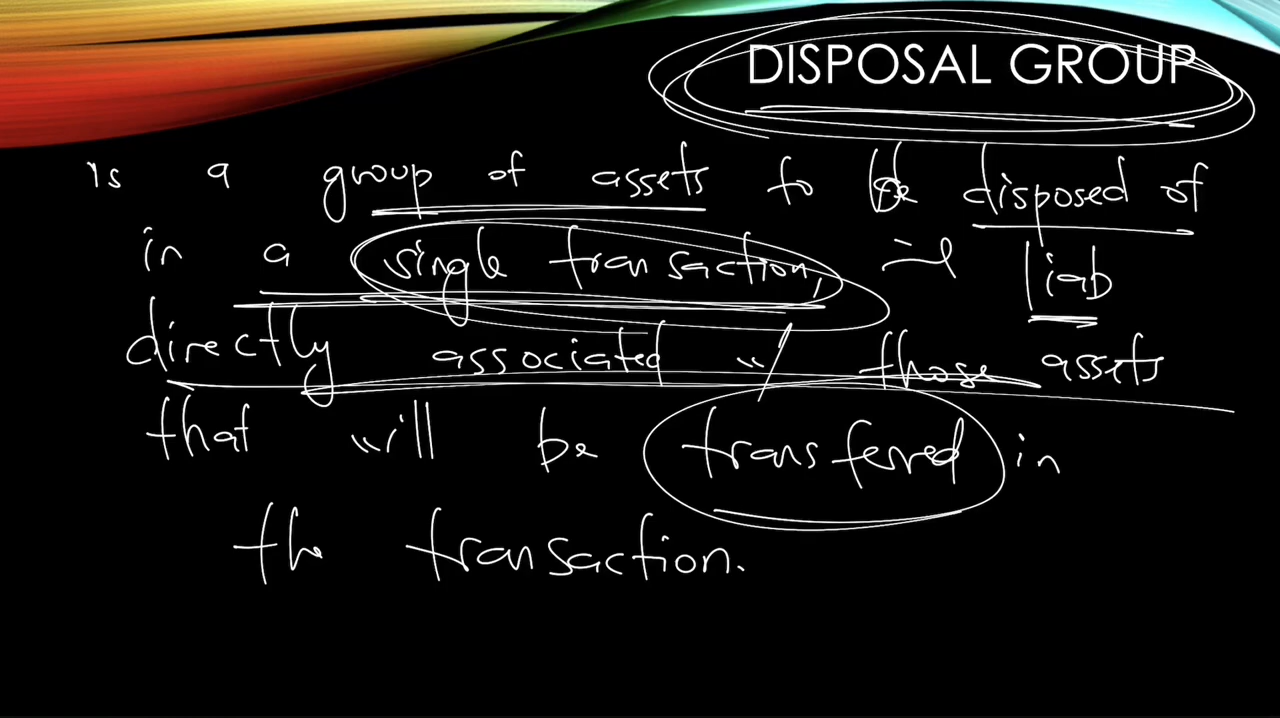 DISPOSAL GROUP
is a group of assets to be disposed of
in a single transaction, liab
directly associated w/ those assets
that will be transferred in
the transaction.